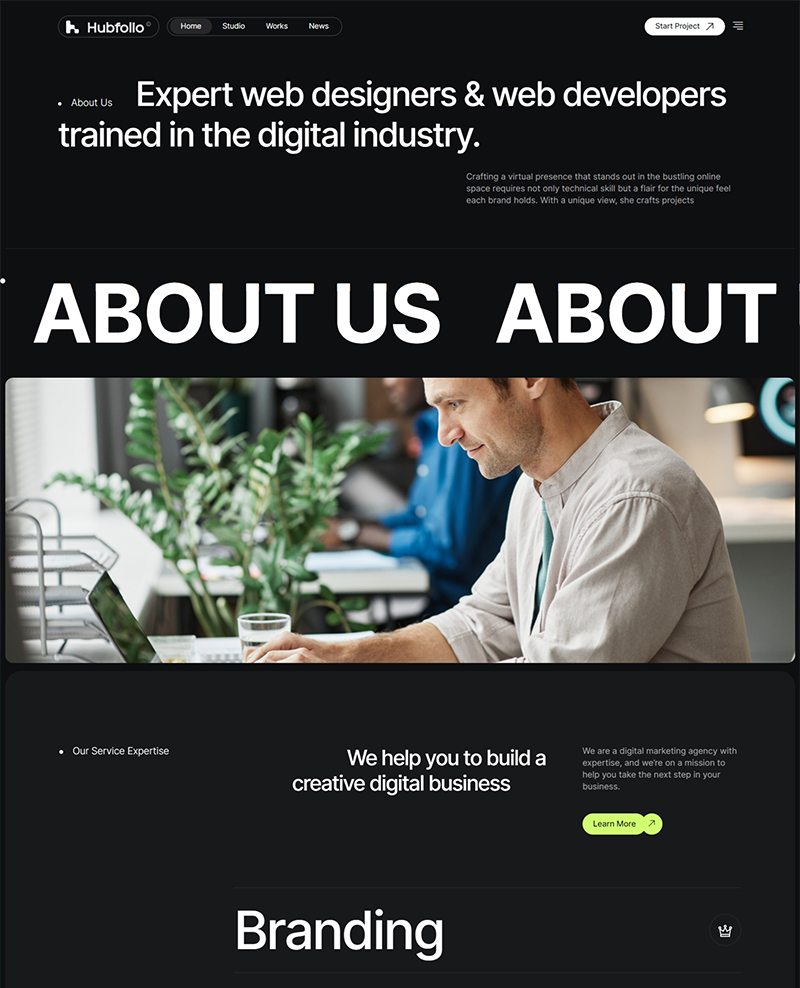 Hubfolio
Home Studio Works News
Start Project
About Us
Expert web designers & web developers
trained in the digital industry.
Crafting a virtual presence that stands out in the bustling online
space requires not only technical skill but a flair for the unique feel
each brand holds. With a unique view, she crafts projects
ABOUT US ABOUT
Our Service Expertise
We help you to build a
creative digital business
We are a digital marketing agency with
expertise, and we're on a mission to
help you take the next step in your
business.
Learn More
Branding